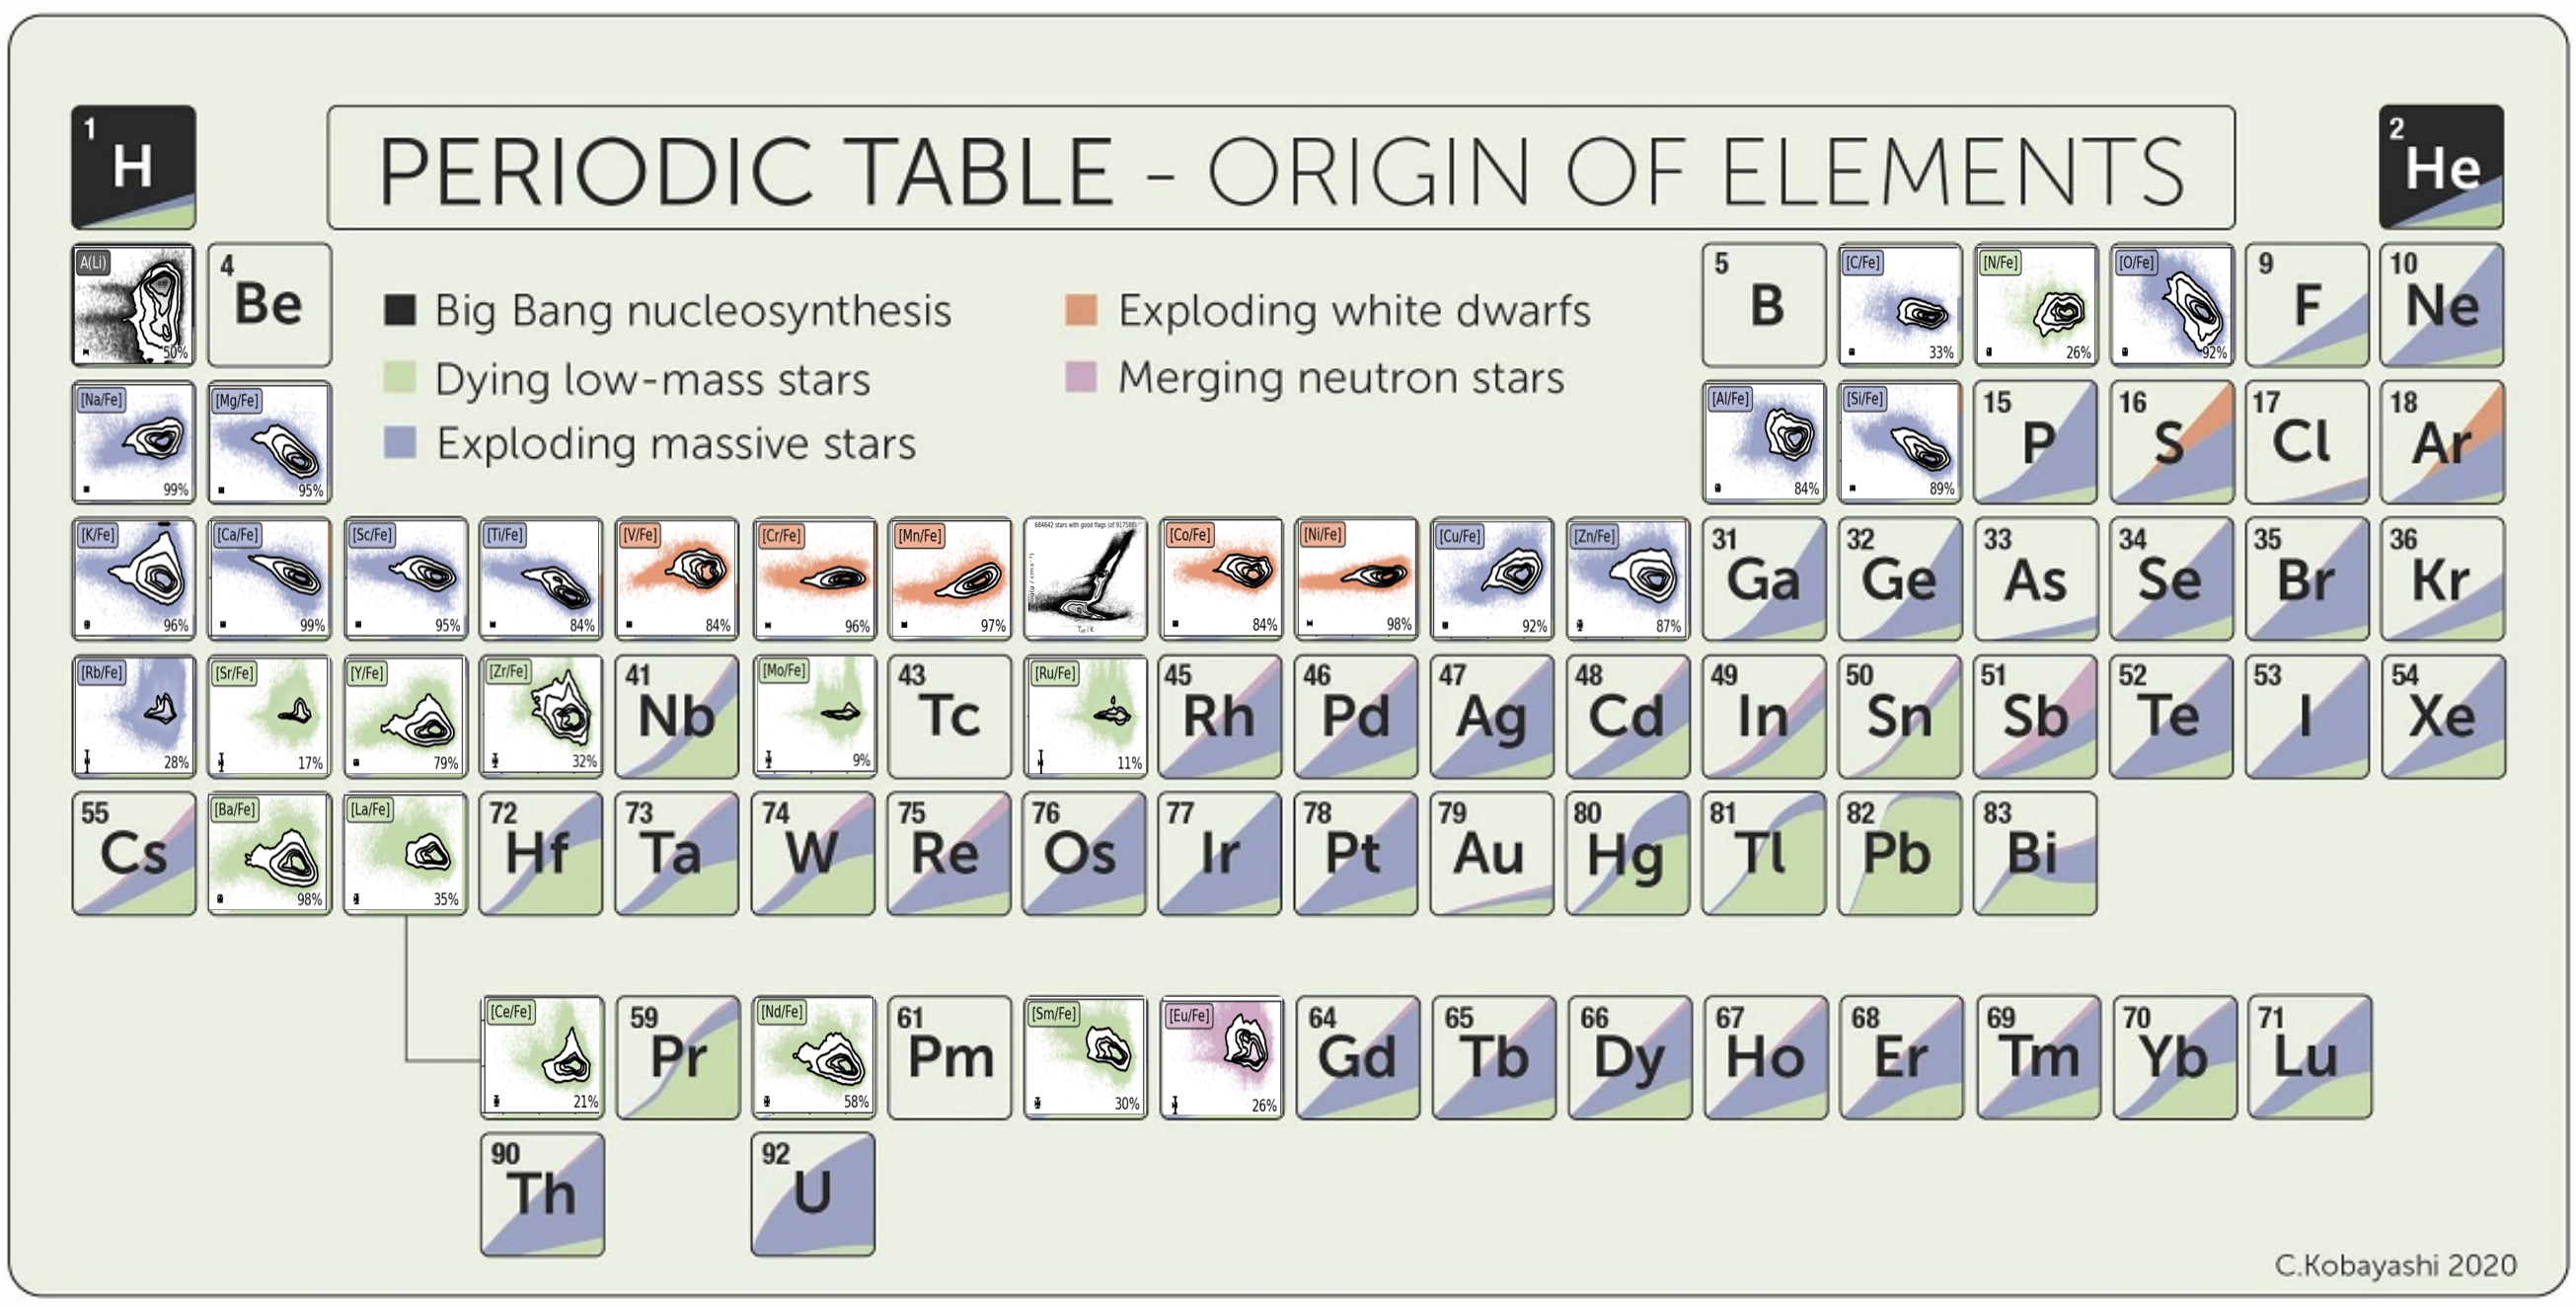 1
H
PERIODIC TABLE - ORIGIN OF ELEMENTS
2
He
A(Li)
50%
4
Be
Big Bang nucleosynthesis
Dying low-mass stars
Exploding massive stars
Exploding white dwarfs
Merging neutron stars
5
B
[C/Fe]
33%
[N/Fe]
26%
[O/Fe]
92%
9
F
10
Ne
[Na/Fe]
99%
[Mg/Fe]
95%
[Al/Fe]
84%
[Si/Fe]
89%
15
P
16
S
17
Cl
18
Ar
[K/Fe]
96%
[Ca/Fe]
99%
[Sc/Fe]
95%
[Ti/Fe]
84%
[V/Fe]
84%
[Cr/Fe]
96%
[Mn/Fe]
97%
684642 stars with good flags (of 917588)
[Co/Fe]
84%
[Ni/Fe]
98%
[Cu/Fe]
92%
[Zn/Fe]
87%
31
Ga
32
Ge
33
As
34
Se
35
Br
36
Kr
[Rb/Fe]
28%
[Sr/Fe]
17%
[Y/Fe]
79%
[Zr/Fe]
32%
41
Nb
[Mo/Fe]
9%
43
Tc
[Ru/Fe]
11%
45
Rh
46
Pd
47
Ag
48
Cd
49
In
50
Sn
51
Sb
52
Te
53
I
54
Xe
55
Cs
[Ba/Fe]
98%
[La/Fe]
35%
72
Hf
73
Ta
74
W
75
Re
76
Os
77
Ir
78
Pt
79
Au
80
Hg
81
Tl
82
Pb
83
Bi
[Ce/Fe]
21%
59
Pr
[Nd/Fe]
58%
61
Pm
[Sm/Fe]
30%
[Eu/Fe]
26%
64
Gd
65
Tb
66
Dy
67
Ho
68
Er
69
Tm
70
Yb
71
Lu
90
Th
92
U
C.Kobayashi 2020